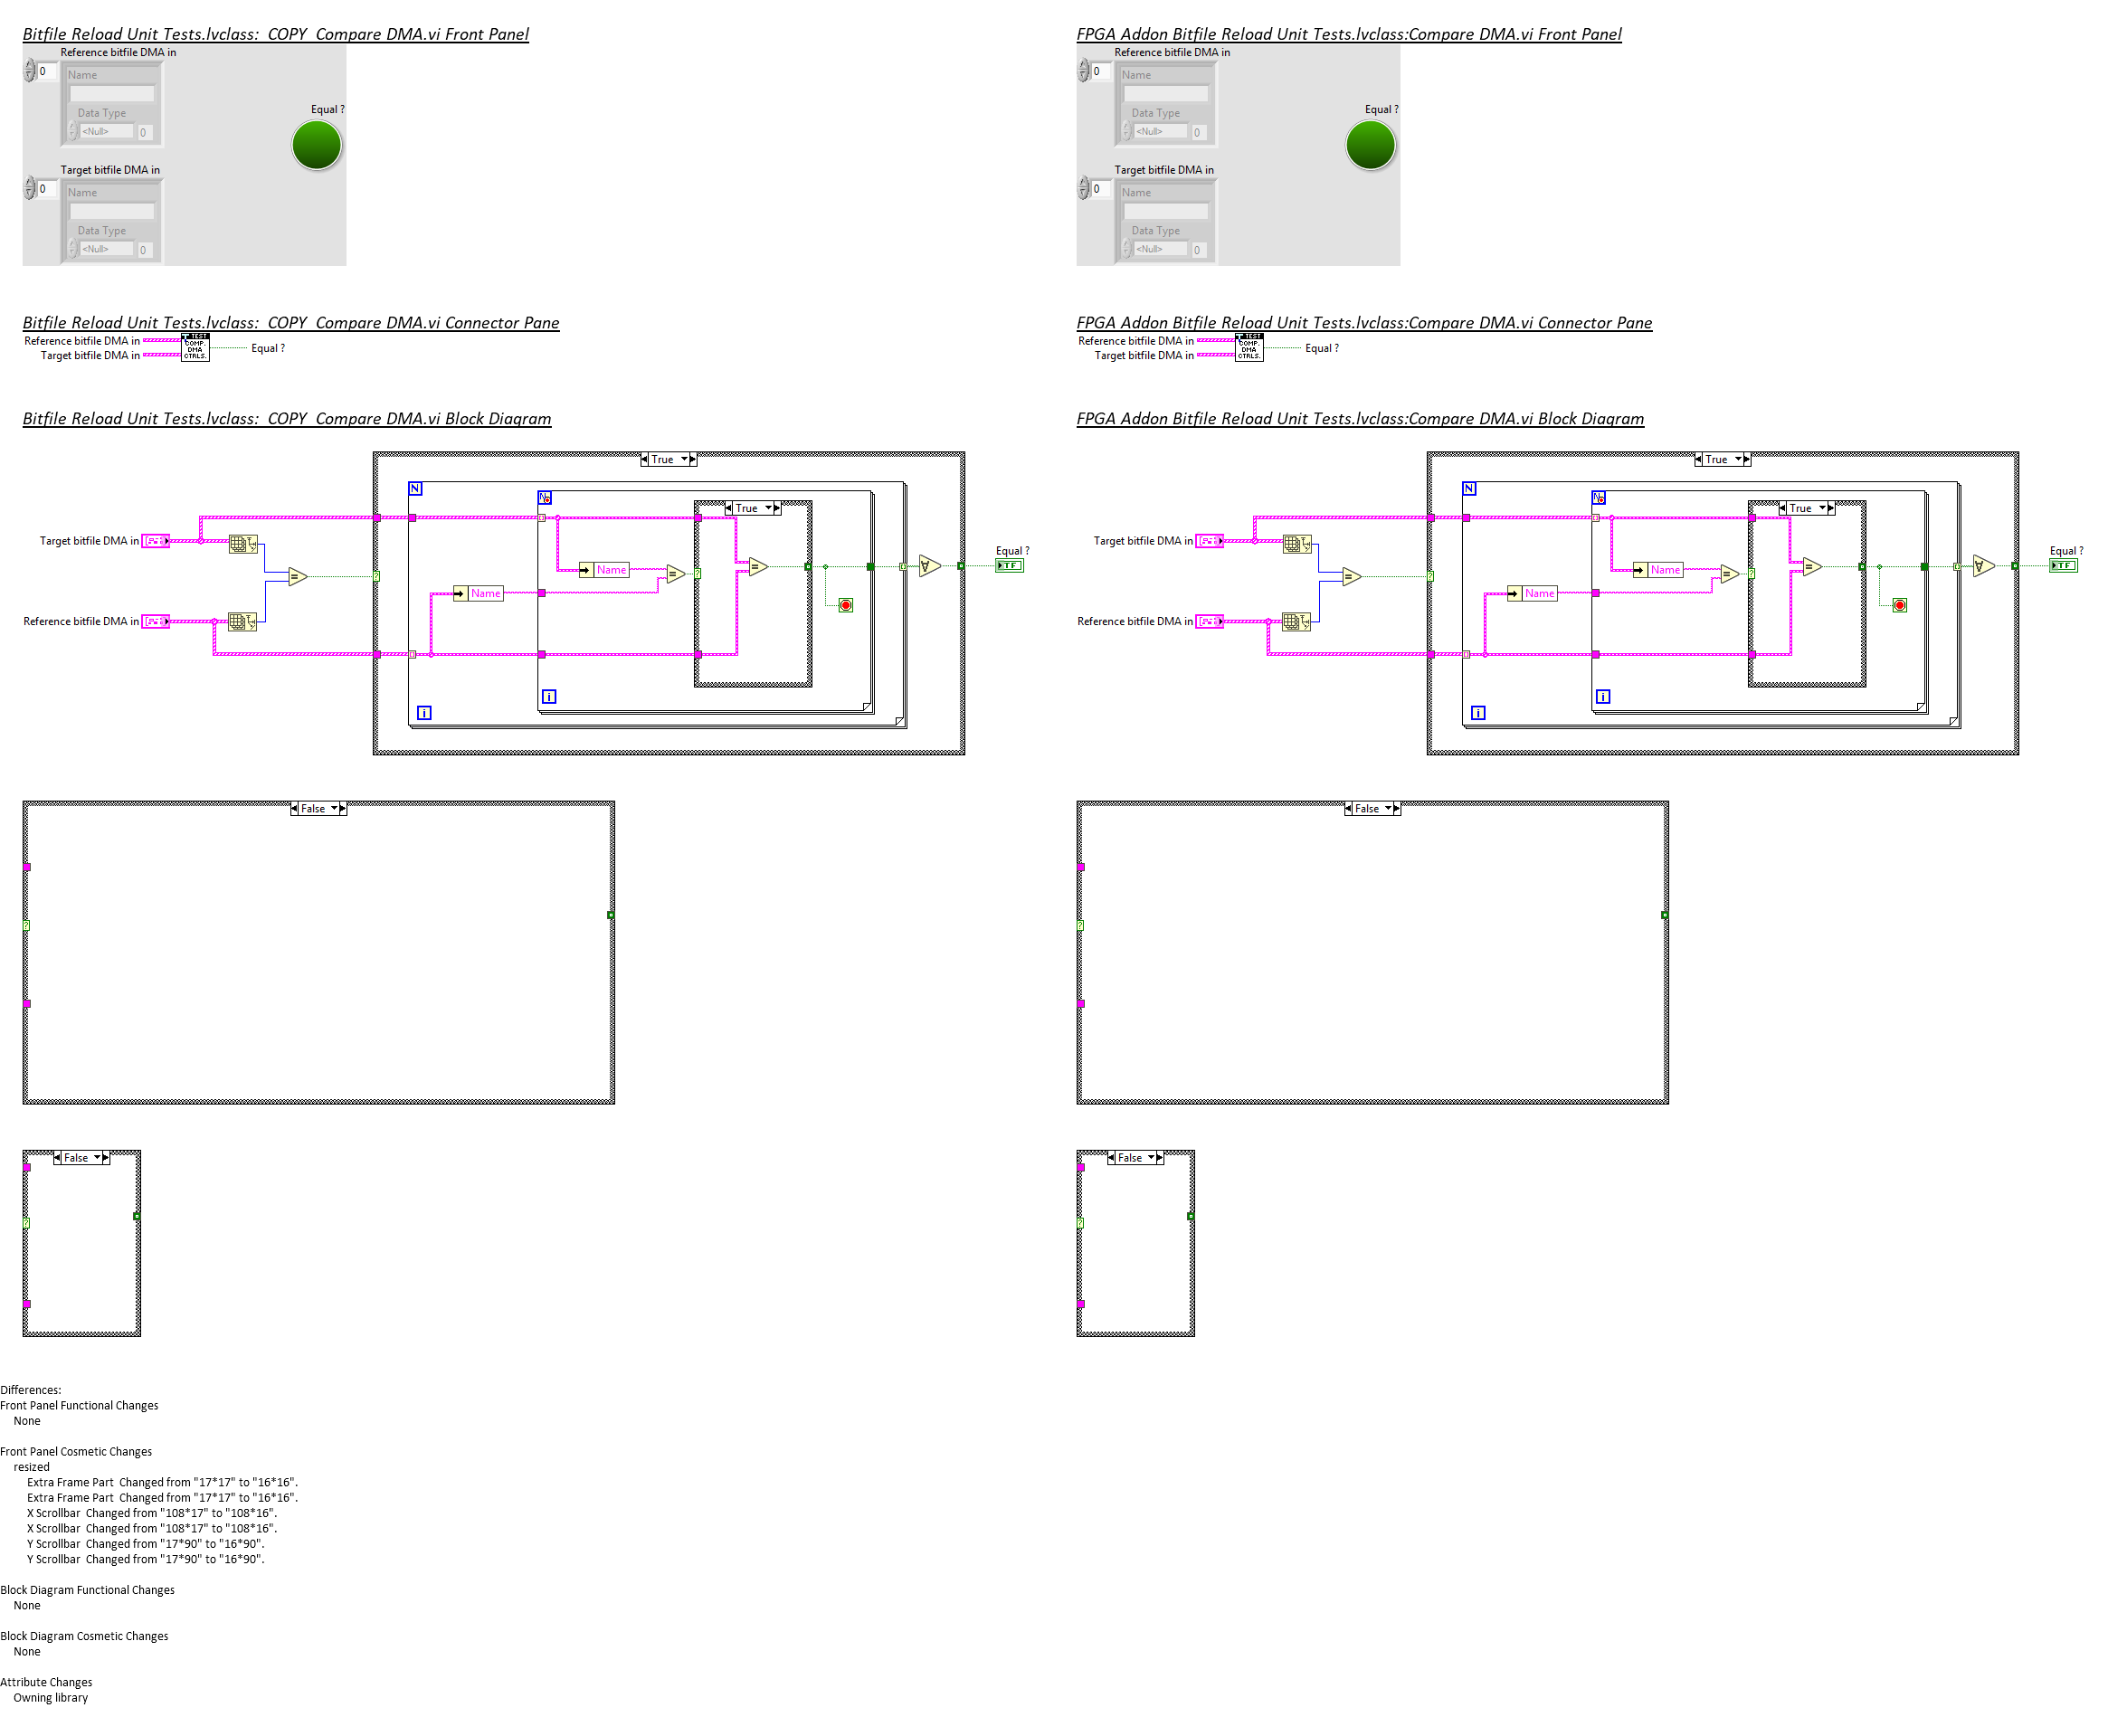 Bitfile Reload Unit Tests.lvclass:  COPY  Compare DMA.vi Front Panel
Reference bitfile DMA in
0
Name
Data Type
<Null>
0
Equal ?
Target bitfile DMA in
0
Name
Data Type
<Null>
0
FPGA Addon Bitfile Reload Unit Tests.lvclass:Compare DMA.vi Front Panel
Reference bitfile DMA in
0
Name
Data Type
<Null>
0
Equal ?
Target bitfile DMA in
0
Name
Data Type
<Null>
0
Bitfile Reload Unit Tests.lvclass:  COPY  Compare DMA.vi Connector Pane
Reference bitfile DMA in
Target bitfile DMA in
TEST
COMP.
DMA
CTRLS.
Equal ?
FPGA Addon Bitfile Reload Unit Tests.lvclass:Compare DMA.vi Connector Pane
Reference bitfile DMA in
Target bitfile DMA in
TEST
COMP.
DMA
CTRLS.
Equal ?
Bitfile Reload Unit Tests.lvclass:  COPY  Compare DMA.vi Block Diagram
True
N
N
True
Target bitfile DMA in
Name
Equal ?
TF
Name
Reference bitfile DMA in
i
i
FPGA Addon Bitfile Reload Unit Tests.lvclass:Compare DMA.vi Block Diagram
True
N
N
True
Target bitfile DMA in
Name
Equal ?
TF
Name
Reference bitfile DMA in
i
i
False
False
False
False
Differences:
Front Panel Functional Changes
None
Front Panel Cosmetic Changes
resized
Extra Frame Part  Changed from "17*17" to "16*16".
Extra Frame Part  Changed from "17*17" to "16*16".
X Scrollbar  Changed from "108*17" to "108*16".
X Scrollbar  Changed from "108*17" to "108*16".
Y Scrollbar  Changed from "17*90" to "16*90".
Y Scrollbar  Changed from "17*90" to "16*90".
Block Diagram Functional Changes
None
Block Diagram Cosmetic Changes
None
Attribute Changes
Owning library